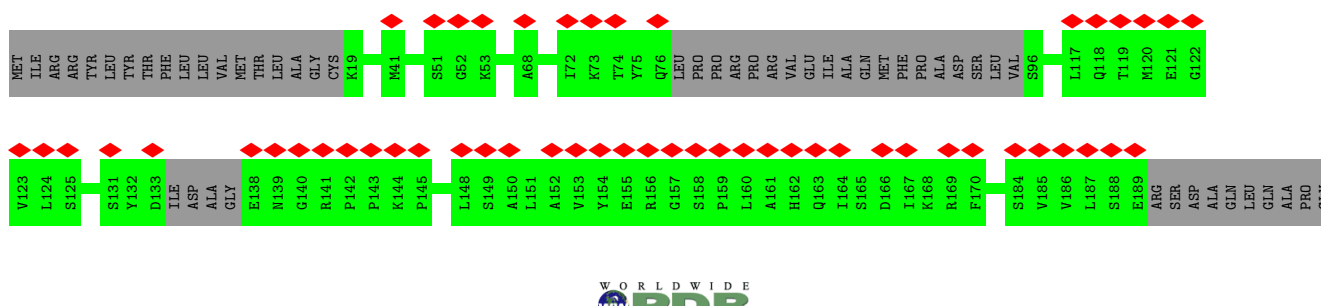 MET ILE ARG ARG TYR LEU TYR THR PHE LEU LEU VAL MET THR LEU ALA GLY CYS K19 M41 S51 G52 K53 A68 I72 K73 T74 Y75 Q76 LEU PRO PRO ARG PRO ARG VAL GLU ILE ALA GLN MET PHE PRO ALA ASP SER LEU VAL S96 L117 Q118 T119 M120 E121 G122
V123 L124 S125 S131 Y132 D133 ILE ASP ALA GLY E138 N139 G140 R141 P142 P143 K144 P145 L148 S149 A150 L151 A152 V153 Y154 E155 R156 G157 S158 P159 L160 A161 H162 Q163 I164 S165 D166 I167 K168 R169 F170 S184 V185 V186 L187 S188 E189 ARG SER ASP ALA GLN LEU GLN ALA PRO
WORLDWIDE
PDB